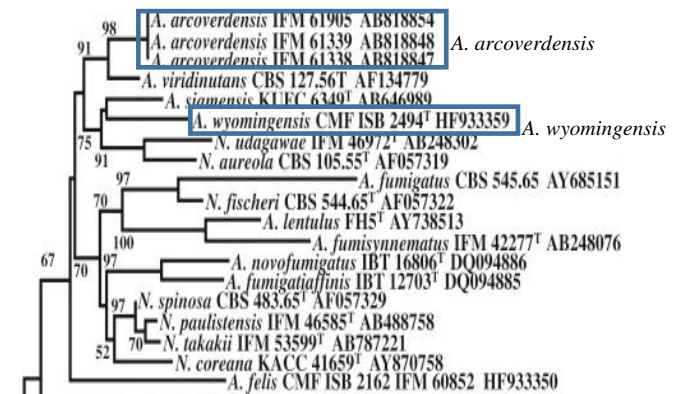 98
A. arcoverdensis IFM 61905 AB818854
A. arcoverdensis IFM 61339 AB818848
A. arcoverdensis IFM 61338 AB818847
A. arcoverdensis
91
A. viridinutans CBS 127.56T AF134779
A. siamensis KUFC 6349T AB646989
A. wyomingensis CMF ISB 2494T HF933359
A. wyomingensis
75
N. udagawae IFM 46972T AB248302
91
N. aureola CBS 105.55T AF057319
97
A. fumigatus CBS 545.65 AY685151
70
N. fischeri CBS 544.65T AF057322
A. lentulus FH5T AY738513
100
A. fumisynnematus IFM 42277T AB248076
67
70
97
A. novofumigatus IBT 16806T DQ094886
A. fumigatiaffinis IBT 12703T DQ094885
97
N. spinosa CBS 483.65T AF057329
N. paulistensis IFM 46585T AB488758
70
N. takakii IFM 53599T AB787221
52
N. coreana KACC 41659T AY870758
A. felis CMF ISB 2162 IFM 60852 HF933350